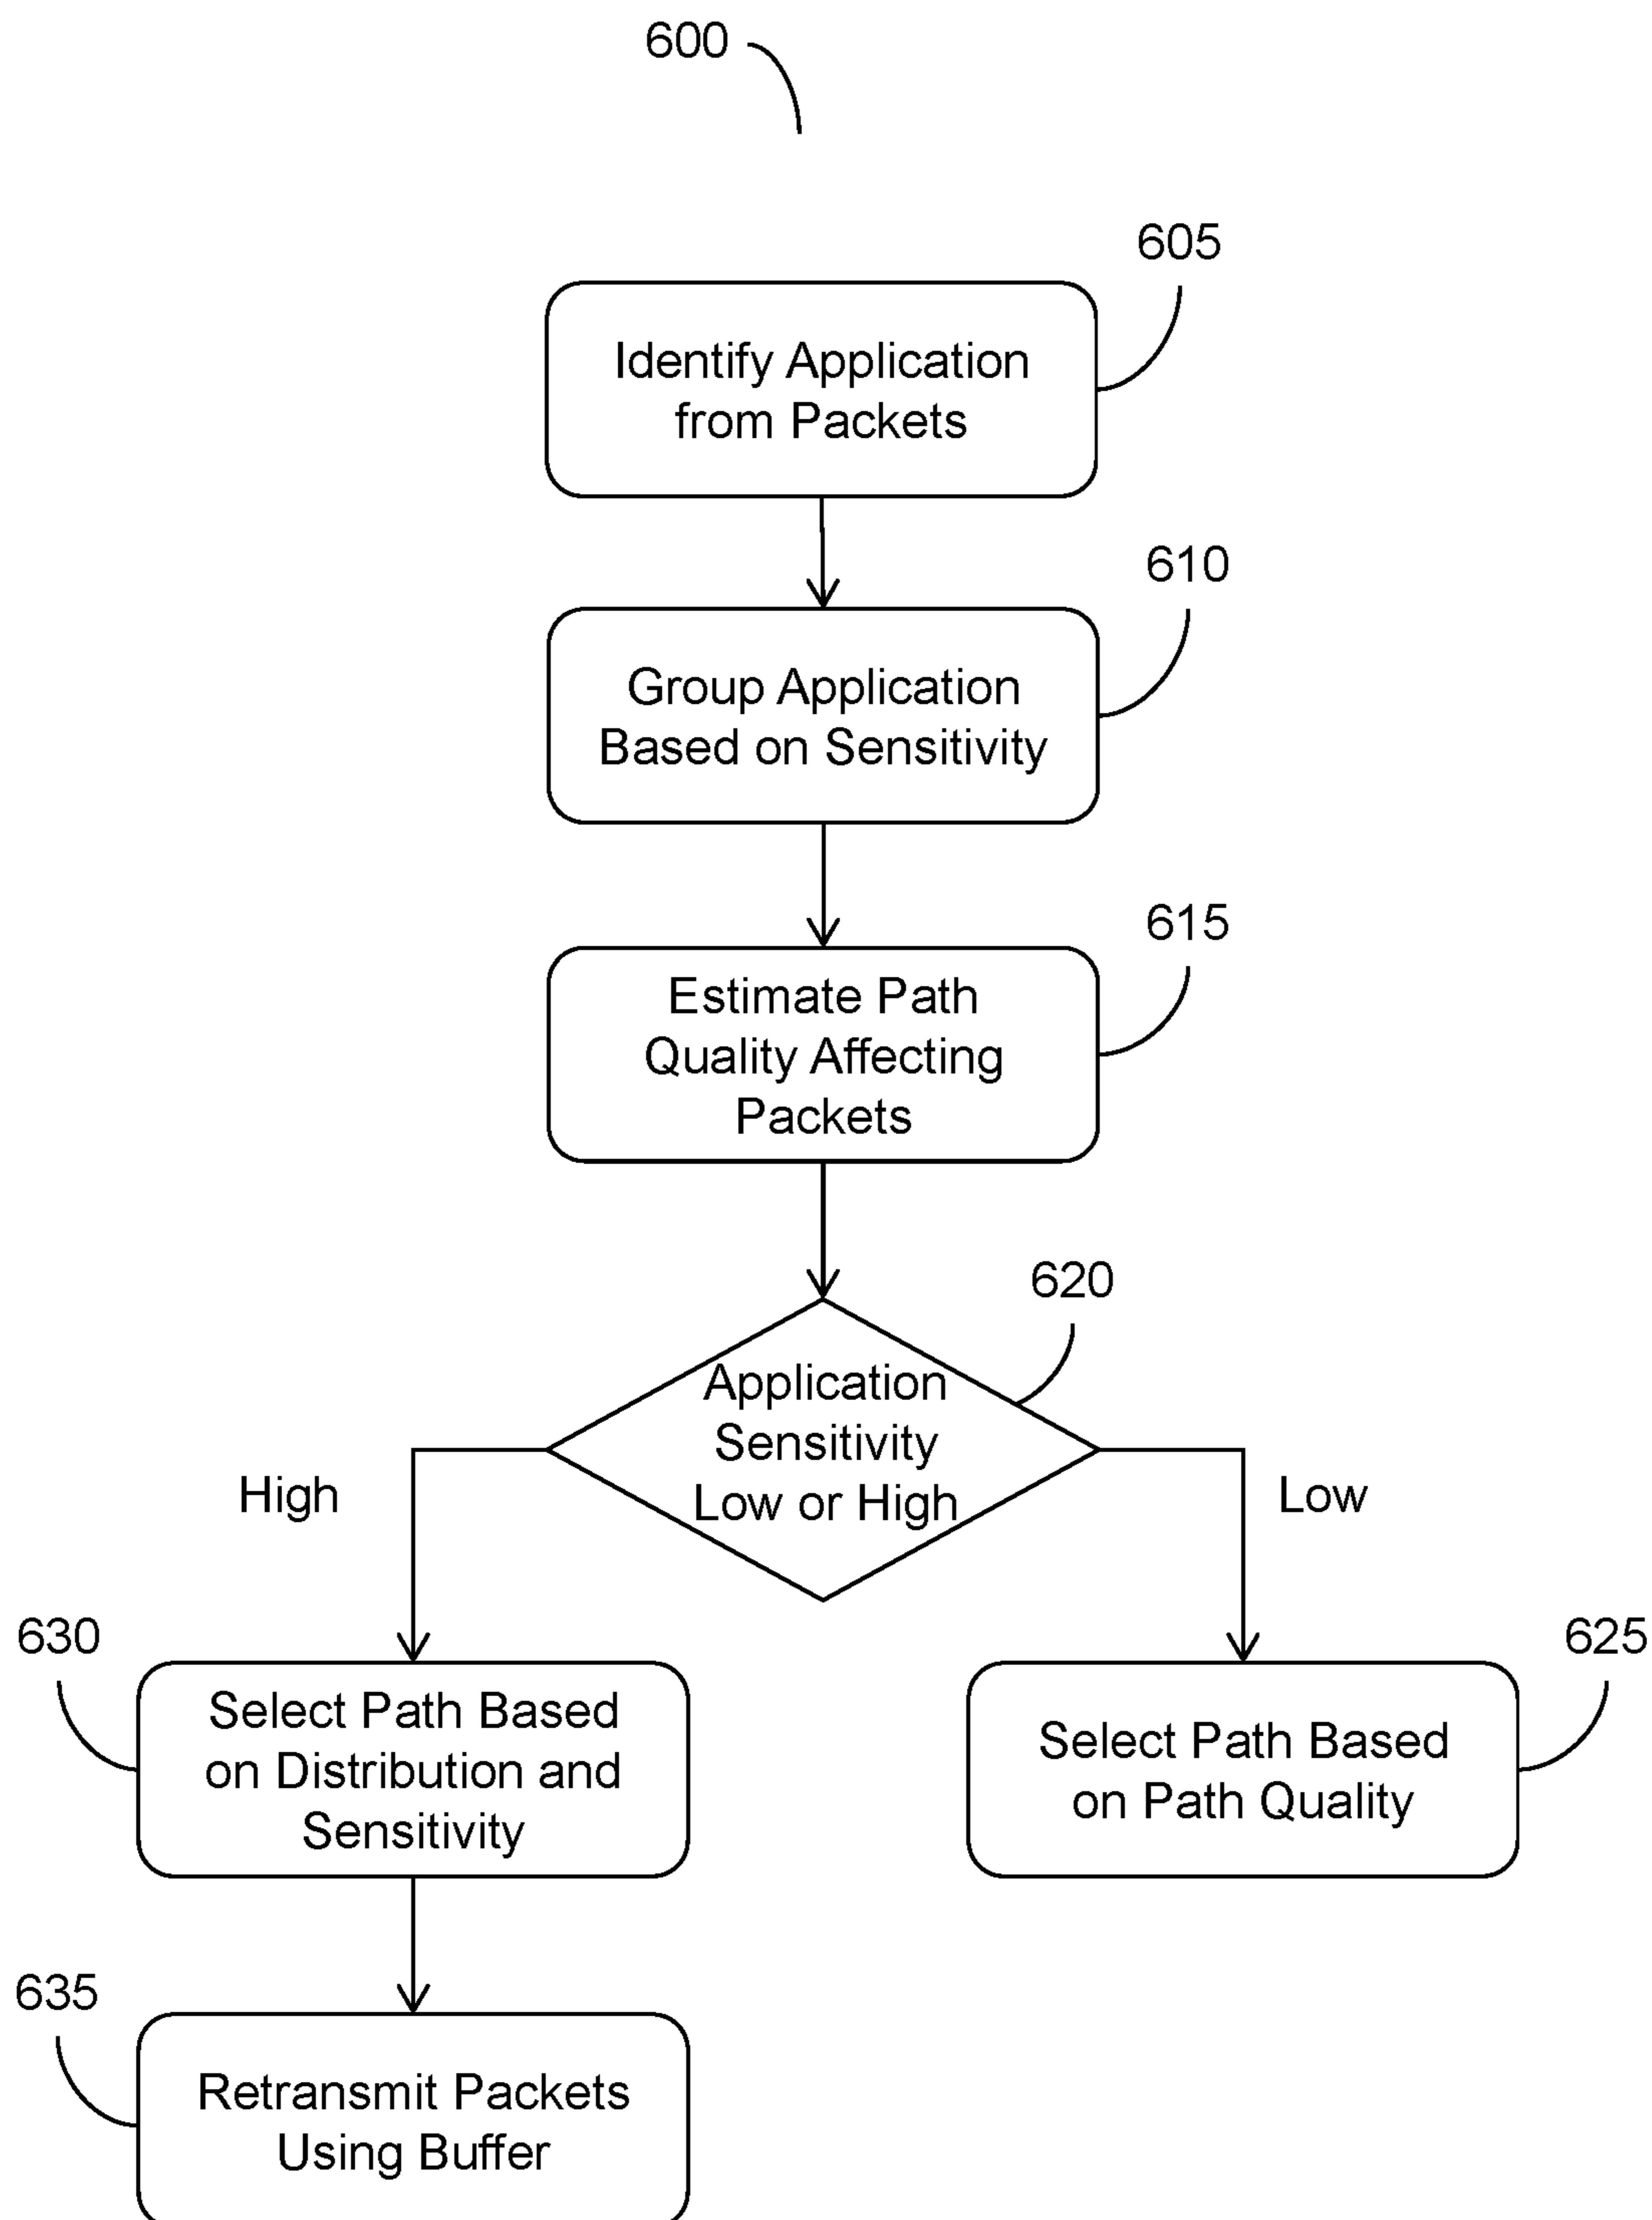 600
605
Identify Application
from Packets
610
Group Application
Based on Sensitivity
615
Estimate Path
Quality Affecting
Packets
620
Application
Sensitivity
Low or High
High
Low
630
625
Select Path Based
on Distribution and
Sensitivity
Select Path Based
on Path Quality
635
Retransmit Packets
Using Buffer